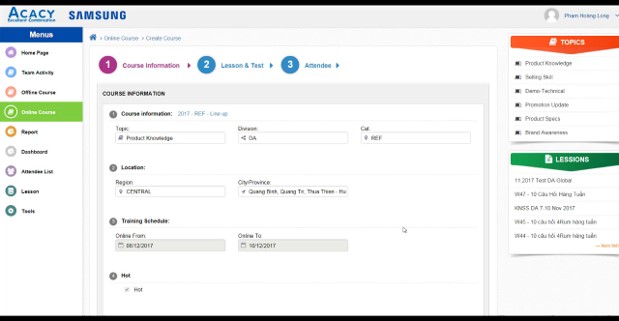 ACACY
Excellent Combination
SAMSUNG
Pham Hoàng Long
Menus
Home Page
Team Activity
Offline Course
Online Course
Report
Dashboard
Attendee List
Lesson
Tools
Online Course > Create Course
1 Course Information
2 Lesson & Test
3 Attendee
COURSE INFORMATION
1 Course information: 2017 - REF - Line up
Topic:
Product Knowledge
Division:
DA
Cat:
REF
2 Location:
Region:
CENTRAL
City/Province:
Quang Binh, Quang Tri, Thua Thien - Hu
3 Training Schedule:
Online From:
06/12/2017
Online To:
10/12/2017
4 Hot
Hot
TOPICS
Product Knowledge
Selling Skill
Demo-Technical
Promotion Update
Product Specs
Brand Awareness
LESSIONS
11.2017 Test DA Global
W47 - 10 Câu Hỏi Hàng Tuần
KNSS DA T.10 Nov 2017
W45 - 10 câu hỏi 4Rum hàng tuần
W44 - 10 câu hỏi 4Rum hàng tuần